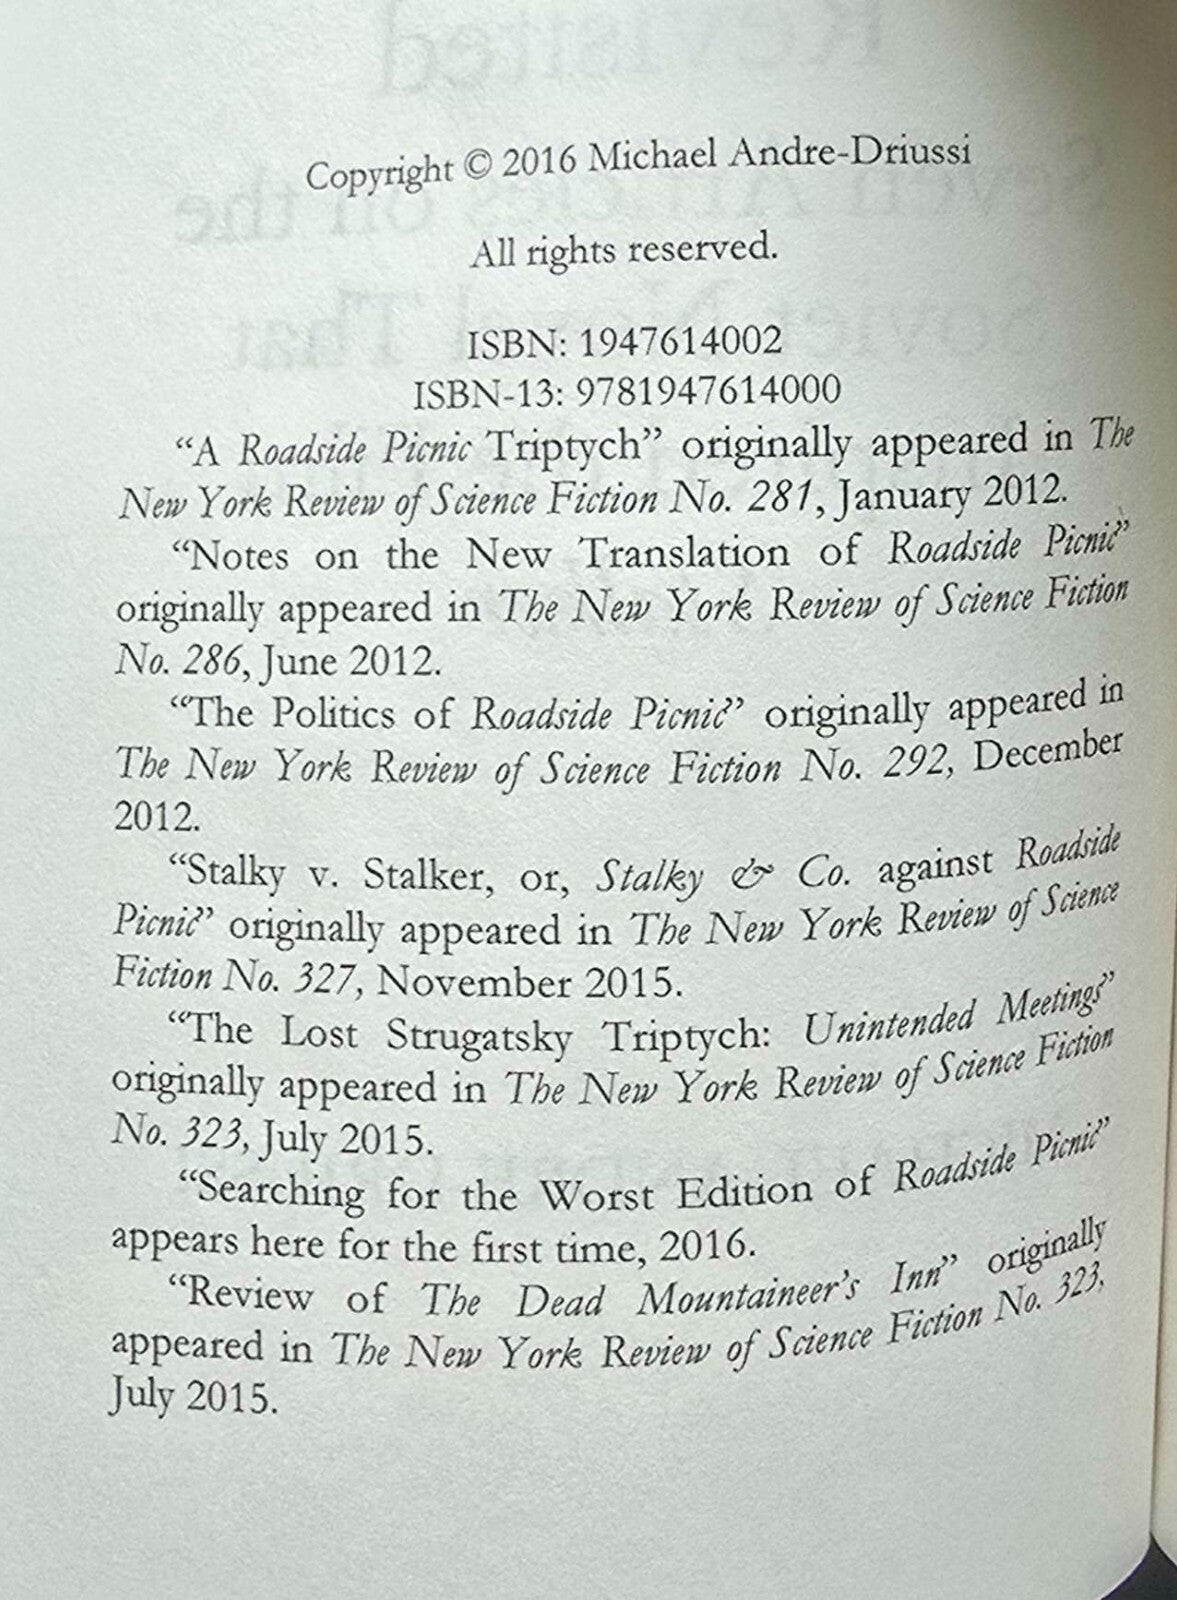 Copyright © 2016 Michael Andre-Driussi
All rights reserved.
ISBN: 1947614002
ISBN-13: 9781947614000
“A Roadside Picnic Triptych” originally appeared in The
New York Review of Science Fiction No. 281, January 2012.
“Notes on the New Translation of Roadside Picnic”
originally appeared in The New York Review of Science Fiction
No. 286, June 2012.
“The Politics of Roadside Picnic” originally appeared in
The New York Review of Science Fiction No. 292, December
2012.
“Stalky v. Stalker, or, Stalky & Co. against Roadside
Picnic” originally appeared in The New York Review of Science
Fiction No. 327, November 2015.
“The Lost Strugatsky Triptych: Unintended Meetings”
originally appeared in The New York Review of Science Fiction
No. 323, July 2015.
“Searching for the Worst Edition of Roadside Picnic”
appears here for the first time, 2016.
“Review of The Dead Mountaineer’s Inn” originally
appeared in The New York Review of Science Fiction No. 323,
July 2015.